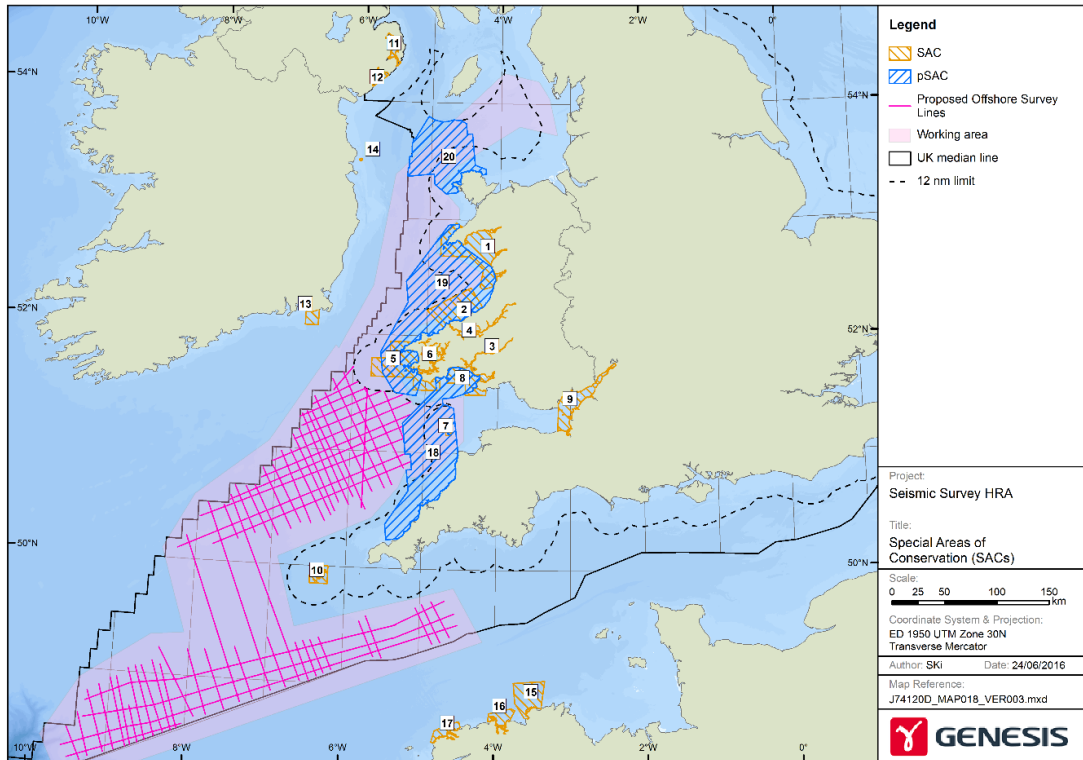 10°W
8°W
6°W
4°W
2°W
0°
54°N
54°N
52°N
52°N
50°N
50°N
10°W
8°W
6°W
4°W
2°W
0°
11
12
14
20
1
19
13
2
4
3
5
6
8
9
7
18
10
15
16
17
Legend
SAC
pSAC
Proposed Offshore Survey Lines
Working area
UK median line
12 nm limit
Project:
Seismic Survey HRA
Title:
Special Areas of
Conservation (SACs)
Scale:
0 25 50 100 150
km
Coordinate System & Projection:
ED 1950 UTM Zone 30N
Transverse Mercator
Author: SKi Date: 24/06/2016
Map Reference:
J74120D_MAP018_VER003.mxd
GENESIS